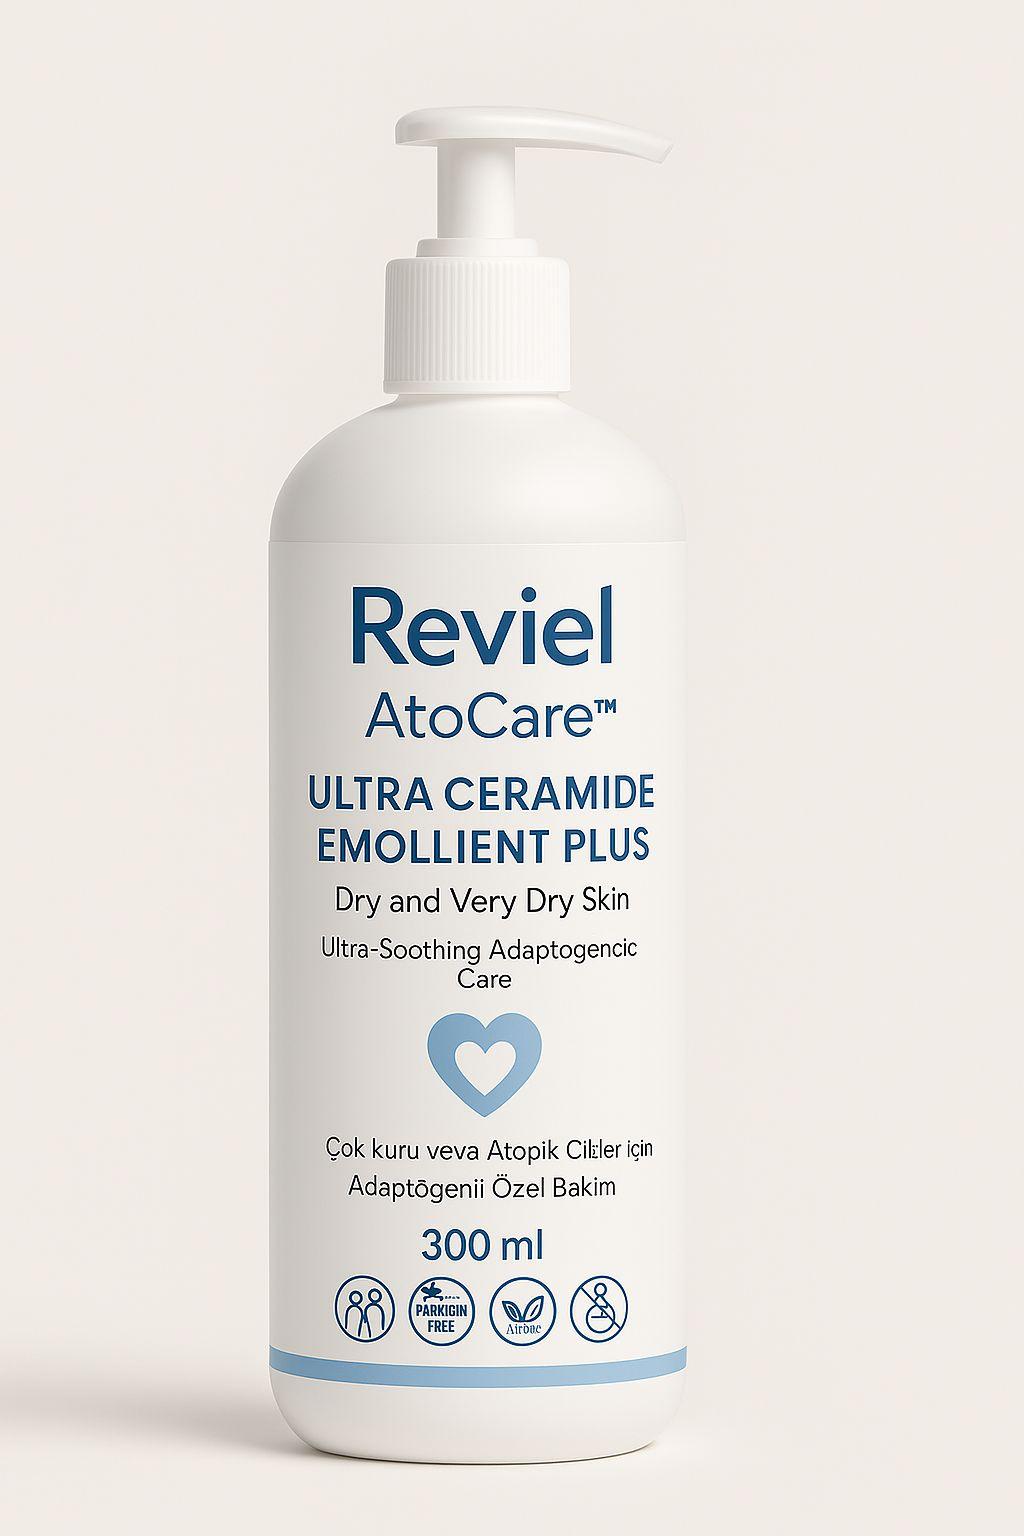 Reviel
AtoCare™
ULTRA CERAMIDE
EMOLLIENT PLUS
Dry and Very Dry Skin
Ultra-Soothing Adaptogencic
Care
Çok kuru veva Atopik için
Adaptōgenii Özel Bakim
300 ml
PARKIGIN
FREE